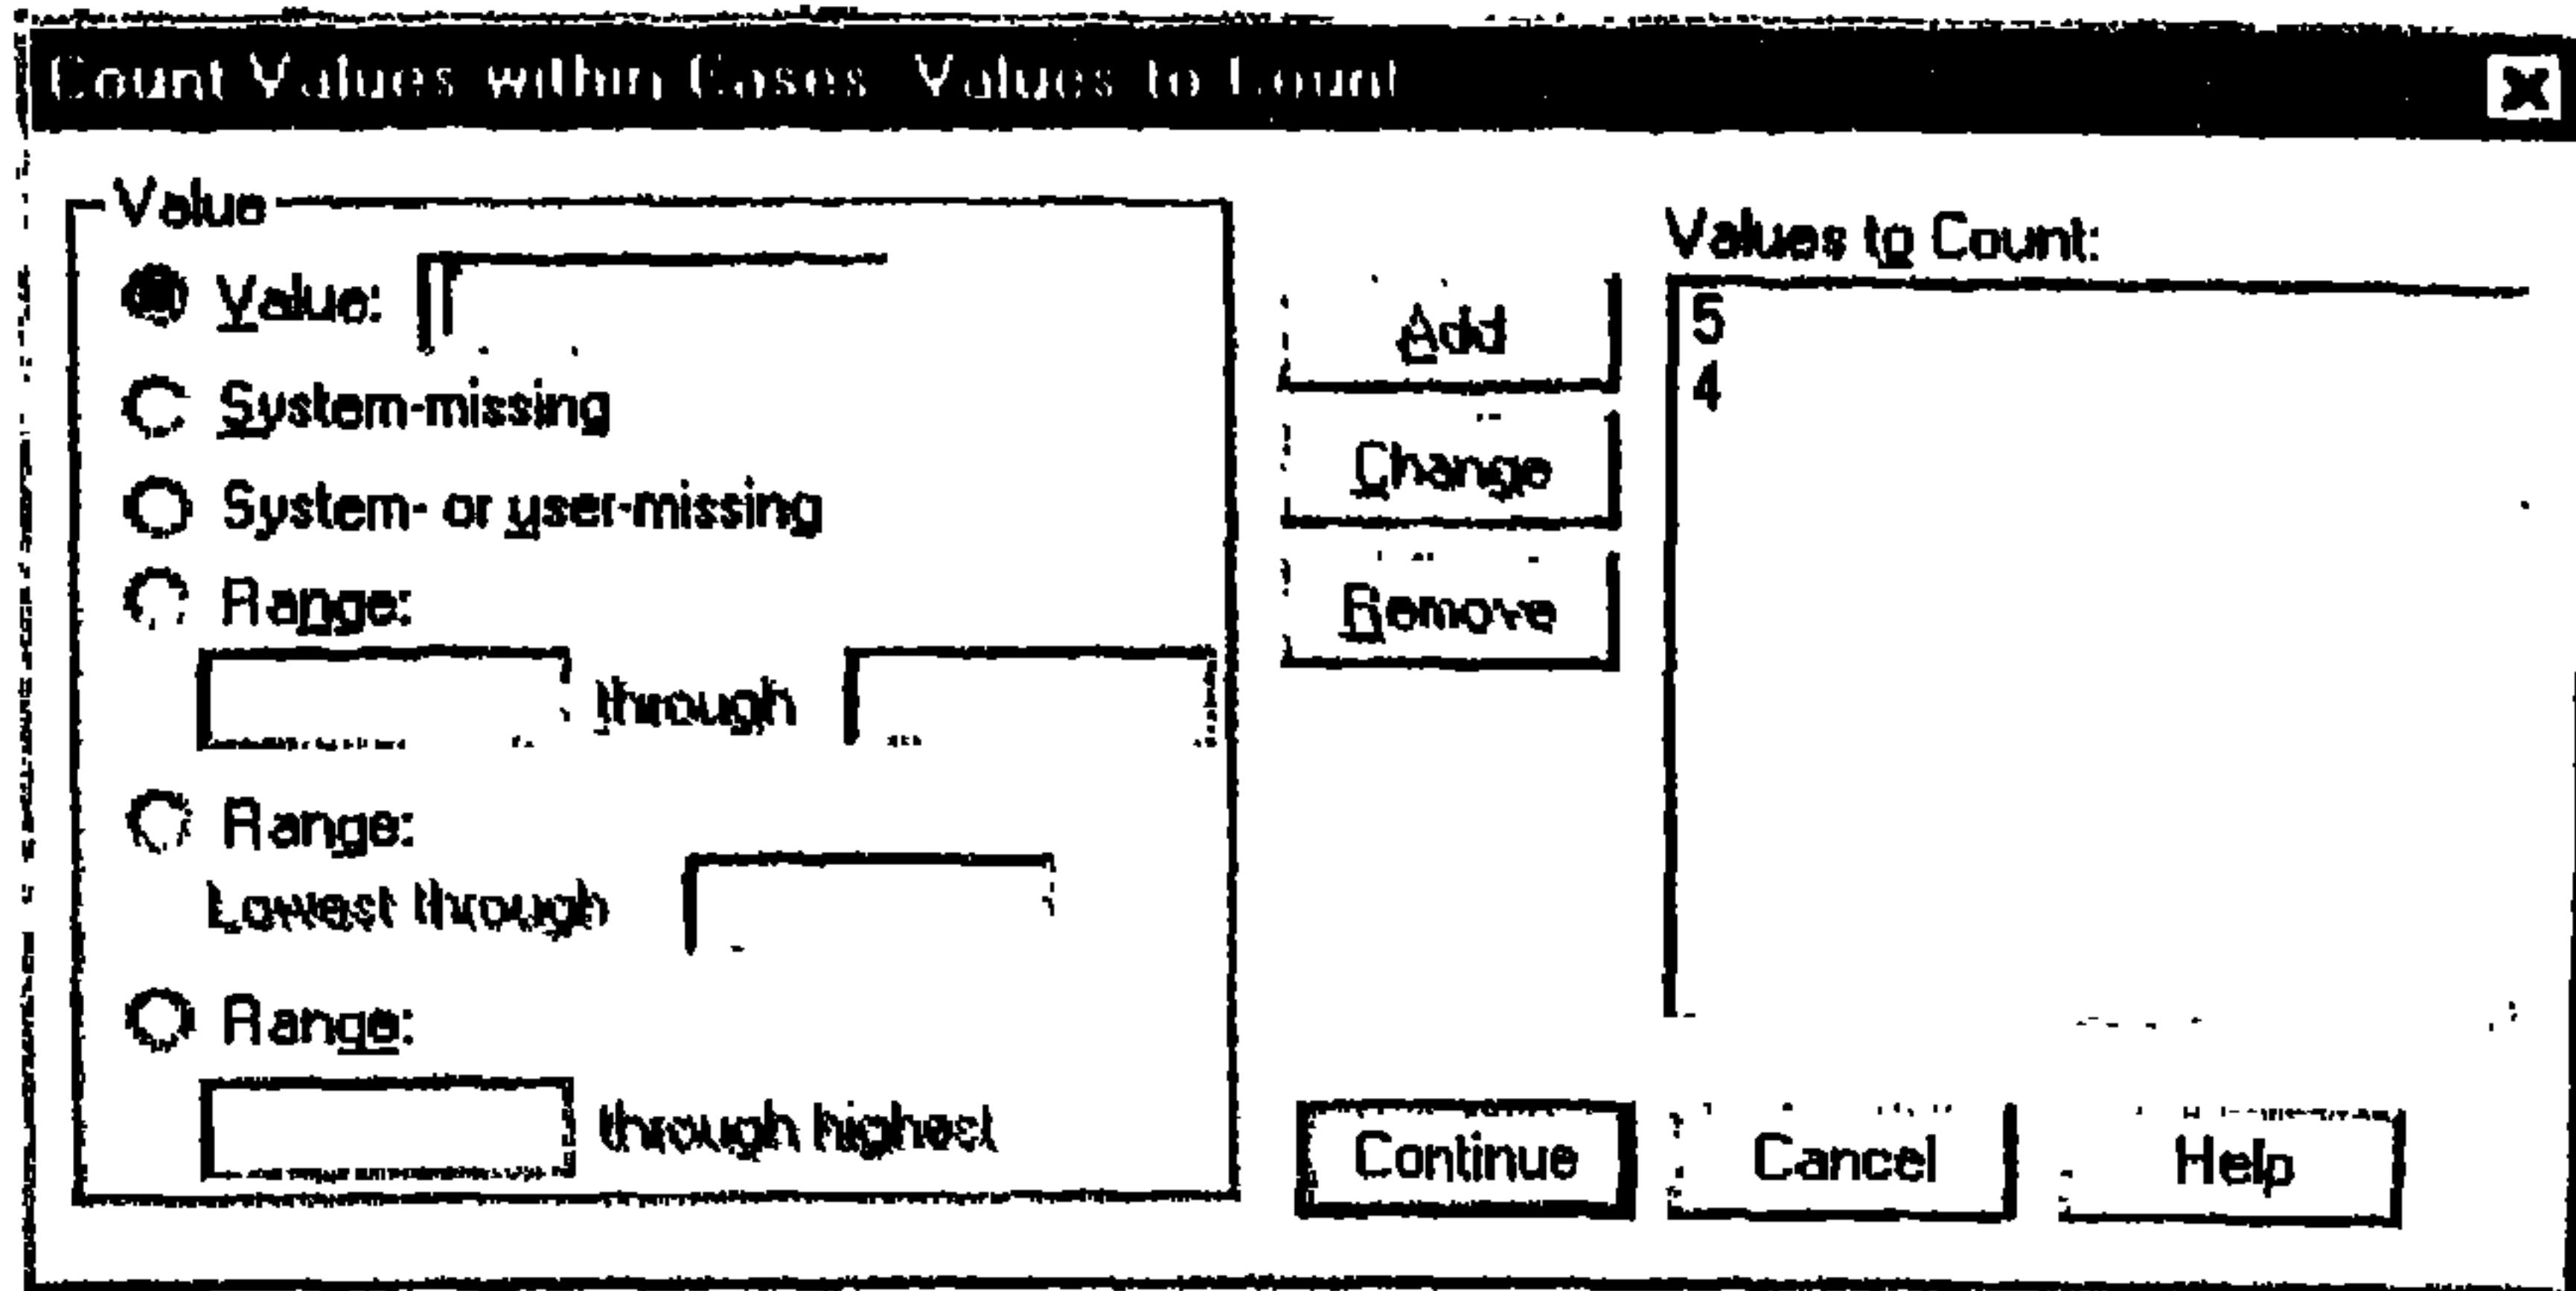 Count Values within Cases Values to Count
Value
Value:
System-missing
System- or user-missing
Range:
through
Range:
Lowest through
Range:
through highest
Add
Change
Remove
Values to Count:
5
4
Continue
Cancel
Help